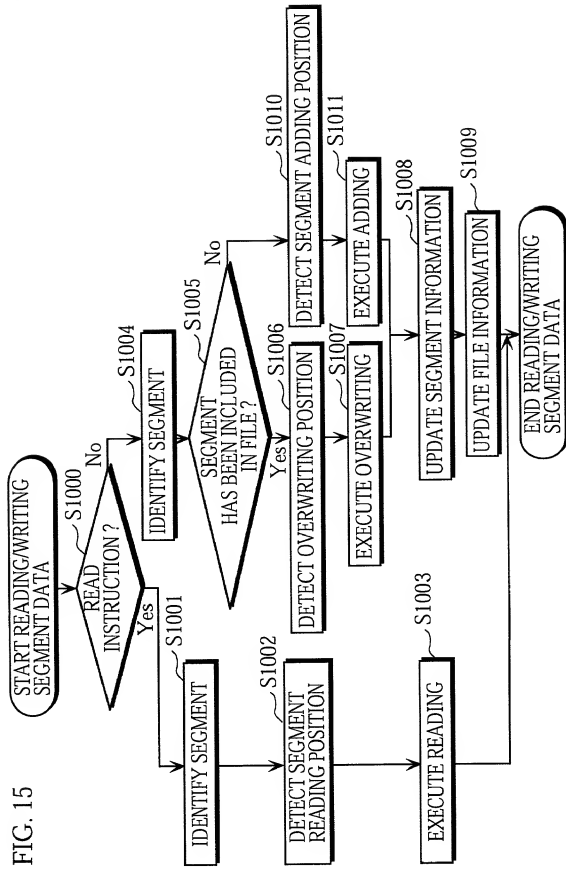 FIG. 15
START READING/WRITING
SEGMENT DATA
S1000
READ
INSTRUCTION ?
Yes
No
S1001
IDENTIFY SEGMENT
S1002
DETECT SEGMENT
READING POSITION
S1003
EXECUTE READING
S1004
IDENTIFY SEGMENT
S1005
SEGMENT
HAS BEEN INCLUDED
IN FILE ?
Yes
No
S1006
DETECT OVERWRITING POSITION
S1007
EXECUTE OVERWRITING
S1010
DETECT SEGMENT ADDING POSITION
S1011
EXECUTE ADDING
S1008
UPDATE SEGMENT INFORMATION
S1009
UPDATE FILE INFORMATION
END READING/WRITING
SEGMENT DATA